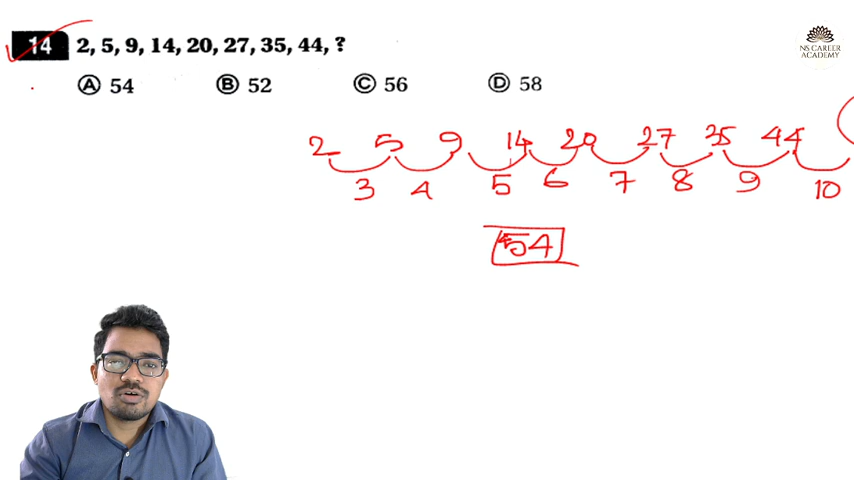 14 2, 5, 9, 14, 20, 27, 35, 44, ?
A 54 B 52 C 56 D 58
NS CAREER
ACADEMY
2 5 9 14 20 27 35 44
3 4 5 6 7 8 9 10
54